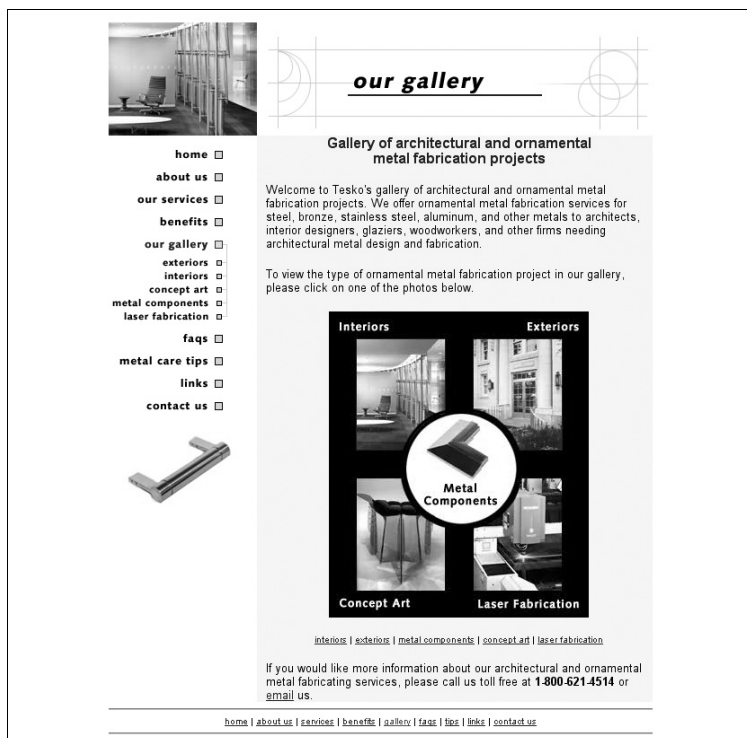 our gallery
home
about us
our services
benefits
our gallery
exteriors
interiors
concept art
metal components
laser fabrication
faqs
metal care tips
links
contact us
Gallery of architectural and ornamental
metal fabrication projects
Welcome to Tesko's gallery of architectural and ornamental metal
fabrication projects. We offer ornamental metal fabrication services for
steel, bronze, stainless steel, aluminum, and other metals to architects,
interior designers, glaziers, woodworkers, and other firms needing
architectural metal design and fabrication.
To view the type of ornamental metal fabrication project in our gallery,
please click on one of the photos below.
Interiors
Exteriors
Metal
Components
Concept Art
Laser Fabrication
interiors | exteriors | metal components | concept art | laser fabrication
If you would like more information about our architectural and ornamental
metal fabricating services, please call us toll free at 1-800-621-4514 or
email us.
home | about us | services | benefits | gallery | faqs | tips | links | contact us